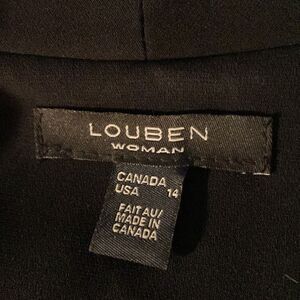 LOUBEN
WOMAN
CANADA
USA 14
FAIT AU/
MADE IN
CANADA